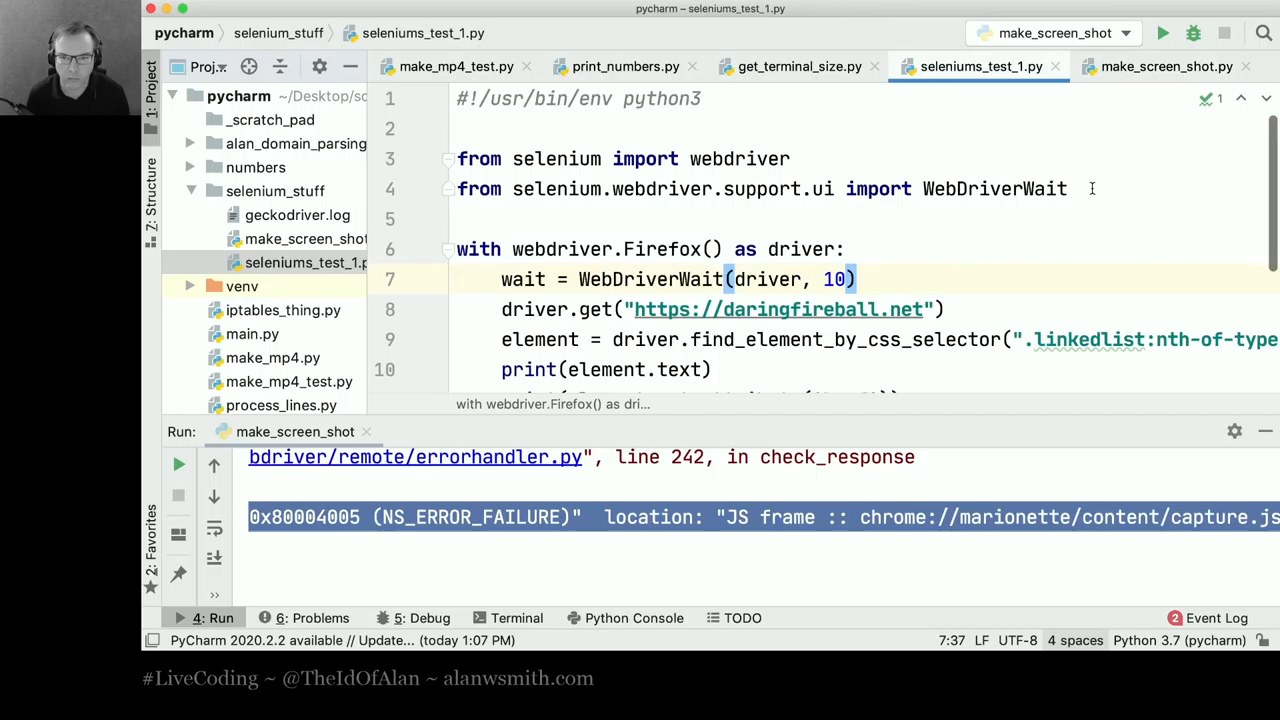 pycharm – seleniums_test_1.py
pycharm selenium_stuff seleniums_test_1.py make_screen_shot
1: Project
Z: Structure
2: Favorites
Proj.
make_mp4_test.py print_numbers.py get_terminal_size.py seleniums_test_1.py make_screen_shot.py
pycharm ~/Desktop/sc
_scratch_pad
alan_domain_parsing
numbers
selenium_stuff
geckodriver.log
make_screen_shot
seleniums_test_1.p
venv
iptables_thing.py
main.py
make_mp4.py
make_mp4_test.py
process_lines.py
1 #!/usr/bin/env python3
2
3 from selenium import webdriver
4 from selenium.webdriver.support.ui import WebDriverWait
5
6 with webdriver.Firefox() as driver:
7 wait = WebDriverWait(driver, 10)
8 driver.get("https://daringfireball.net")
9 element = driver.find_element_by_css_selector(".linkedlist:nth-of-type
10 print(element.text)
1
with webdriver.Firefox() as dri...
Run: make_screen_shot
bdriver/remote/errorhandler.py", line 242, in check_response
0x80004005 (NS_ERROR_FAILURE)" location: "JS frame :: chrome://marionette/content/capture.js
4: Run 6: Problems 5: Debug Terminal Python Console TODO 2 Event Log
PyCharm 2020.2.2 available // Update... (today 1:07 PM) 7:37 LF UTF-8 4 spaces Python 3.7 (pycharm)
#LiveCoding ~ @TheIdOfAlan ~ alanwsmith.com